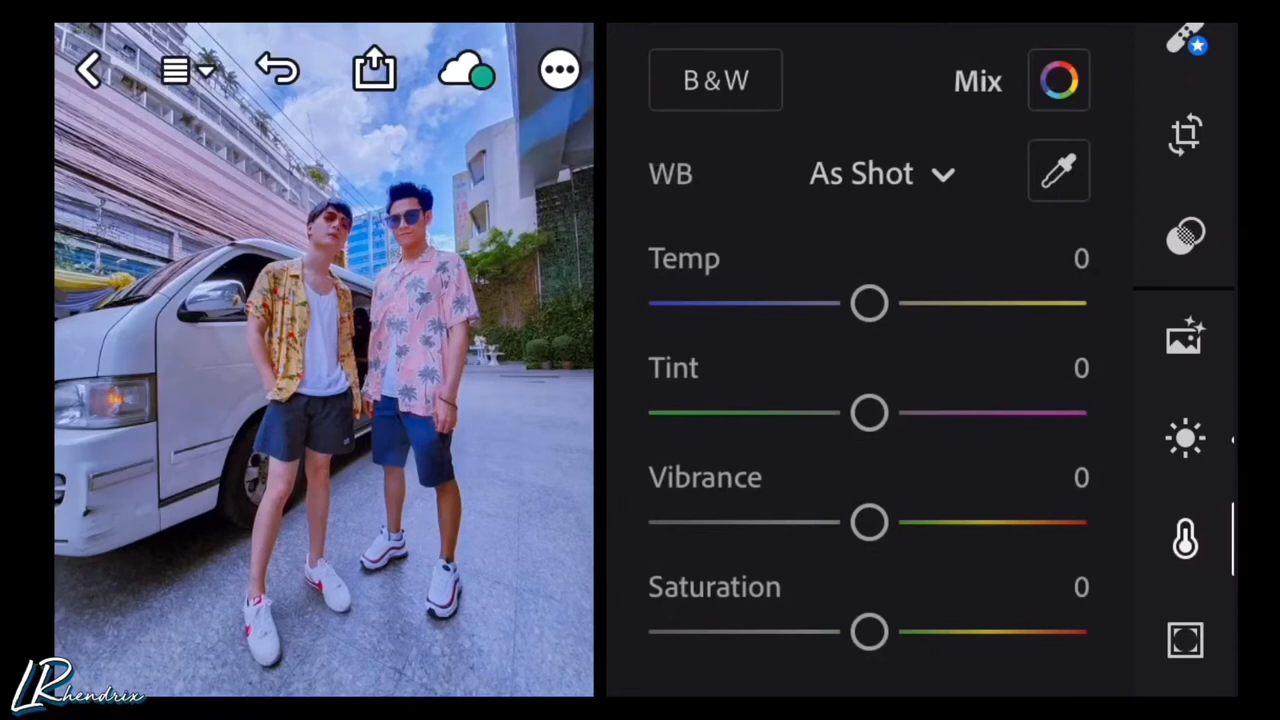 B&W
Mix
WB
As Shot
Temp
0
Tint
0
Vibrance
0
Saturation
0
LRhendrix